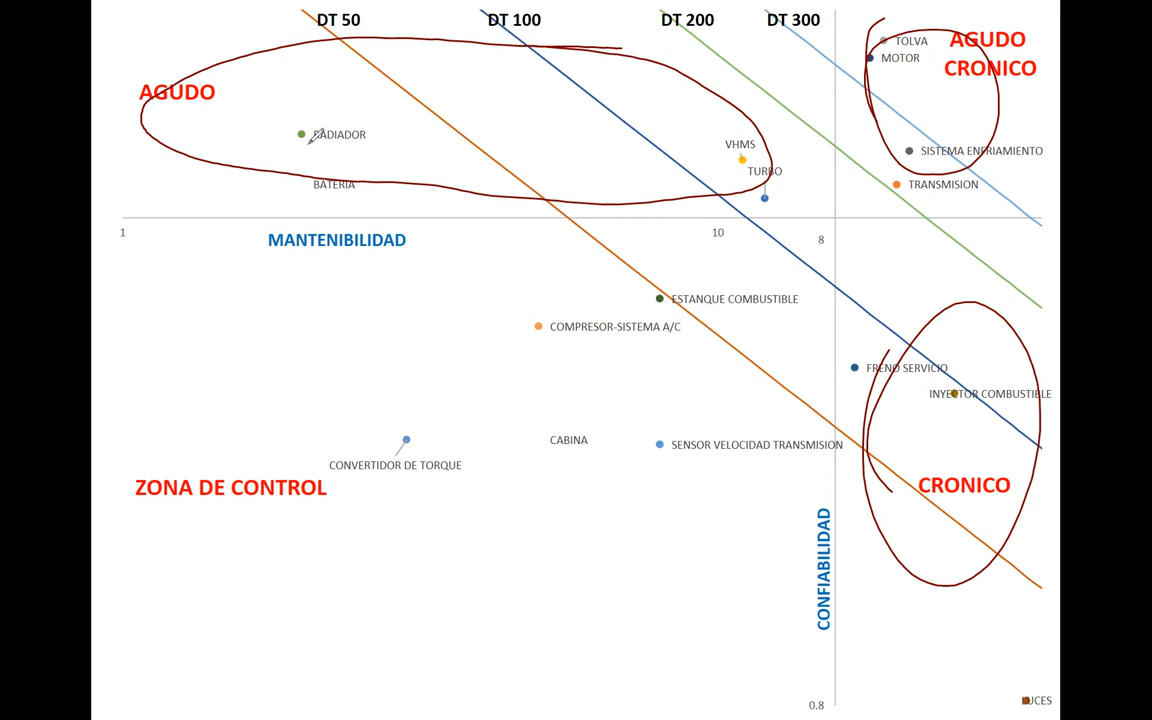 DT 50
DT 100
DT 200
DT 300
TOLVA
AGUDO
CRONICO
MOTOR
AGUDO
RADIADOR
VHMS
SISTEMA ENFRIAMIENTO
TURBO
BATERIA
TRANSMISION
1
MANTENIBILIDAD
10
8
ESTANQUE COMBUSTIBLE
COMPRESOR-SISTEMA A/C
FRENO SERVICIO
INYECTOR COMBUSTIBLE
CABINA
SENSOR VELOCIDAD TRANSMISION
CONVERTIDOR DE TORQUE
ZONA DE CONTROL
CRONICO
CONFIABILIDAD
LUCES
0.8